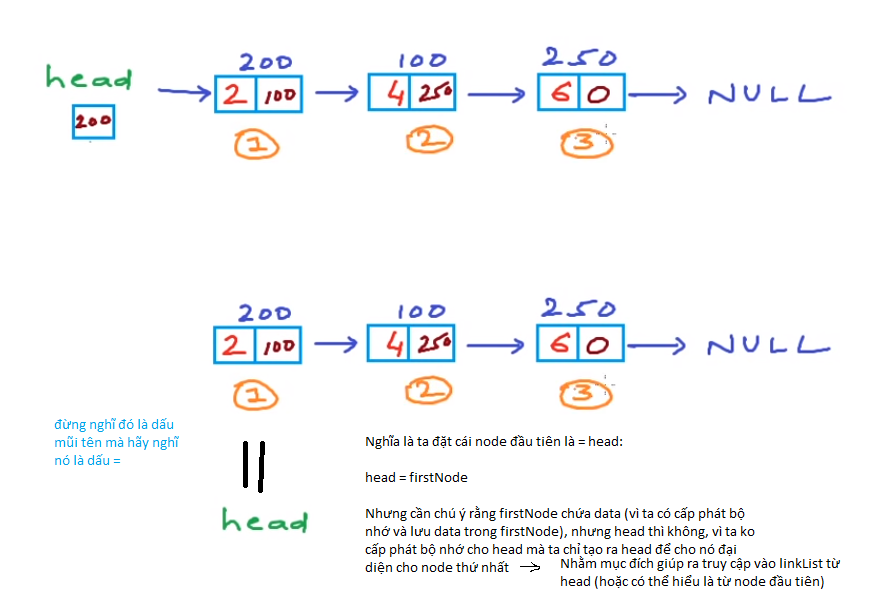 200 100 250
head 2 100 4 250 6 0 NULL
200
1 2 3
200 100 250
2 100 4 250 6 0 NULL
1 2 3
đừng nghĩ đó là dấu
mũi tên mà hãy nghĩ
nó là dấu =
head
Nghĩa là ta đặt cái node đầu tiên là = head:
head = firstNode
Nhưng cần chú ý rằng firstNode chứa data (vì ta có cấp phát bộ
nhớ và lưu data trong firstNode), nhưng head thì không, vì ta ko
cấp phát bộ nhớ cho head mà ta chỉ tạo ra head để cho nó đại
diện cho node thứ nhất
Nhằm mục đích giúp ra truy cập vào linkList từ
head (hoặc có thể hiểu là từ node đầu tiên)